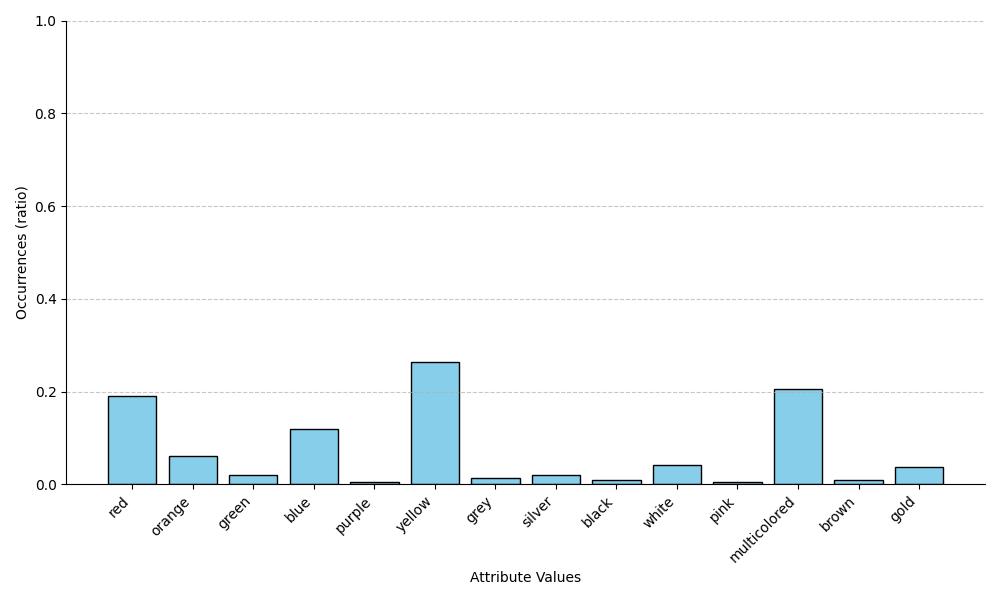 1.0
0.8
0.6
0.4
0.2
0.0
Occurrences (ratio)
red
orange
green
blue
purple
yellow
grey
silver
black
white
pink
multicolored
brown
gold
Attribute Values